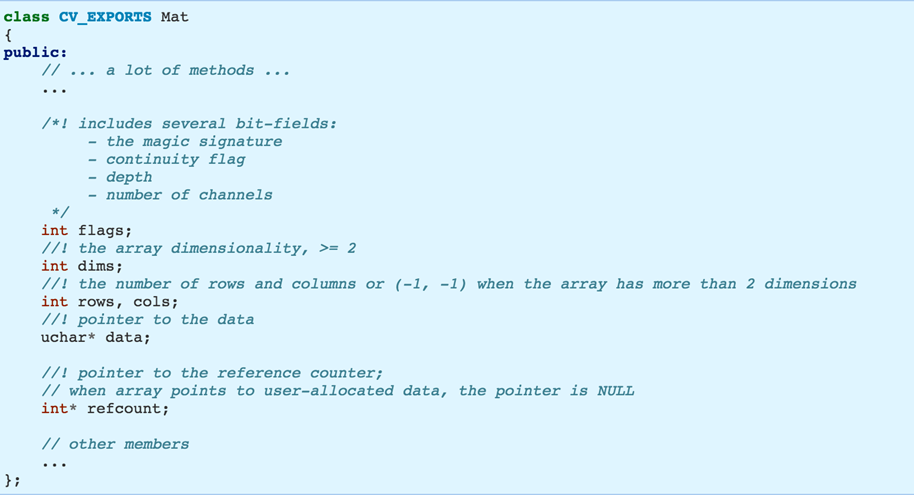 class CV_EXPORTS Mat
{
public:
    // ... a lot of methods ...
    ...

    /*! includes several bit-fields:
         - the magic signature
         - continuity flag
         - depth
         - number of channels
     */
    int flags;
    //! the array dimensionality, >= 2
    int dims;
    //! the number of rows and columns or (-1, -1) when the array has more than 2 dimensions
    int rows, cols;
    //! pointer to the data
    uchar* data;

    //! pointer to the reference counter;
    // when array points to user-allocated data, the pointer is NULL
    int* refcount;

    // other members
    ...
};